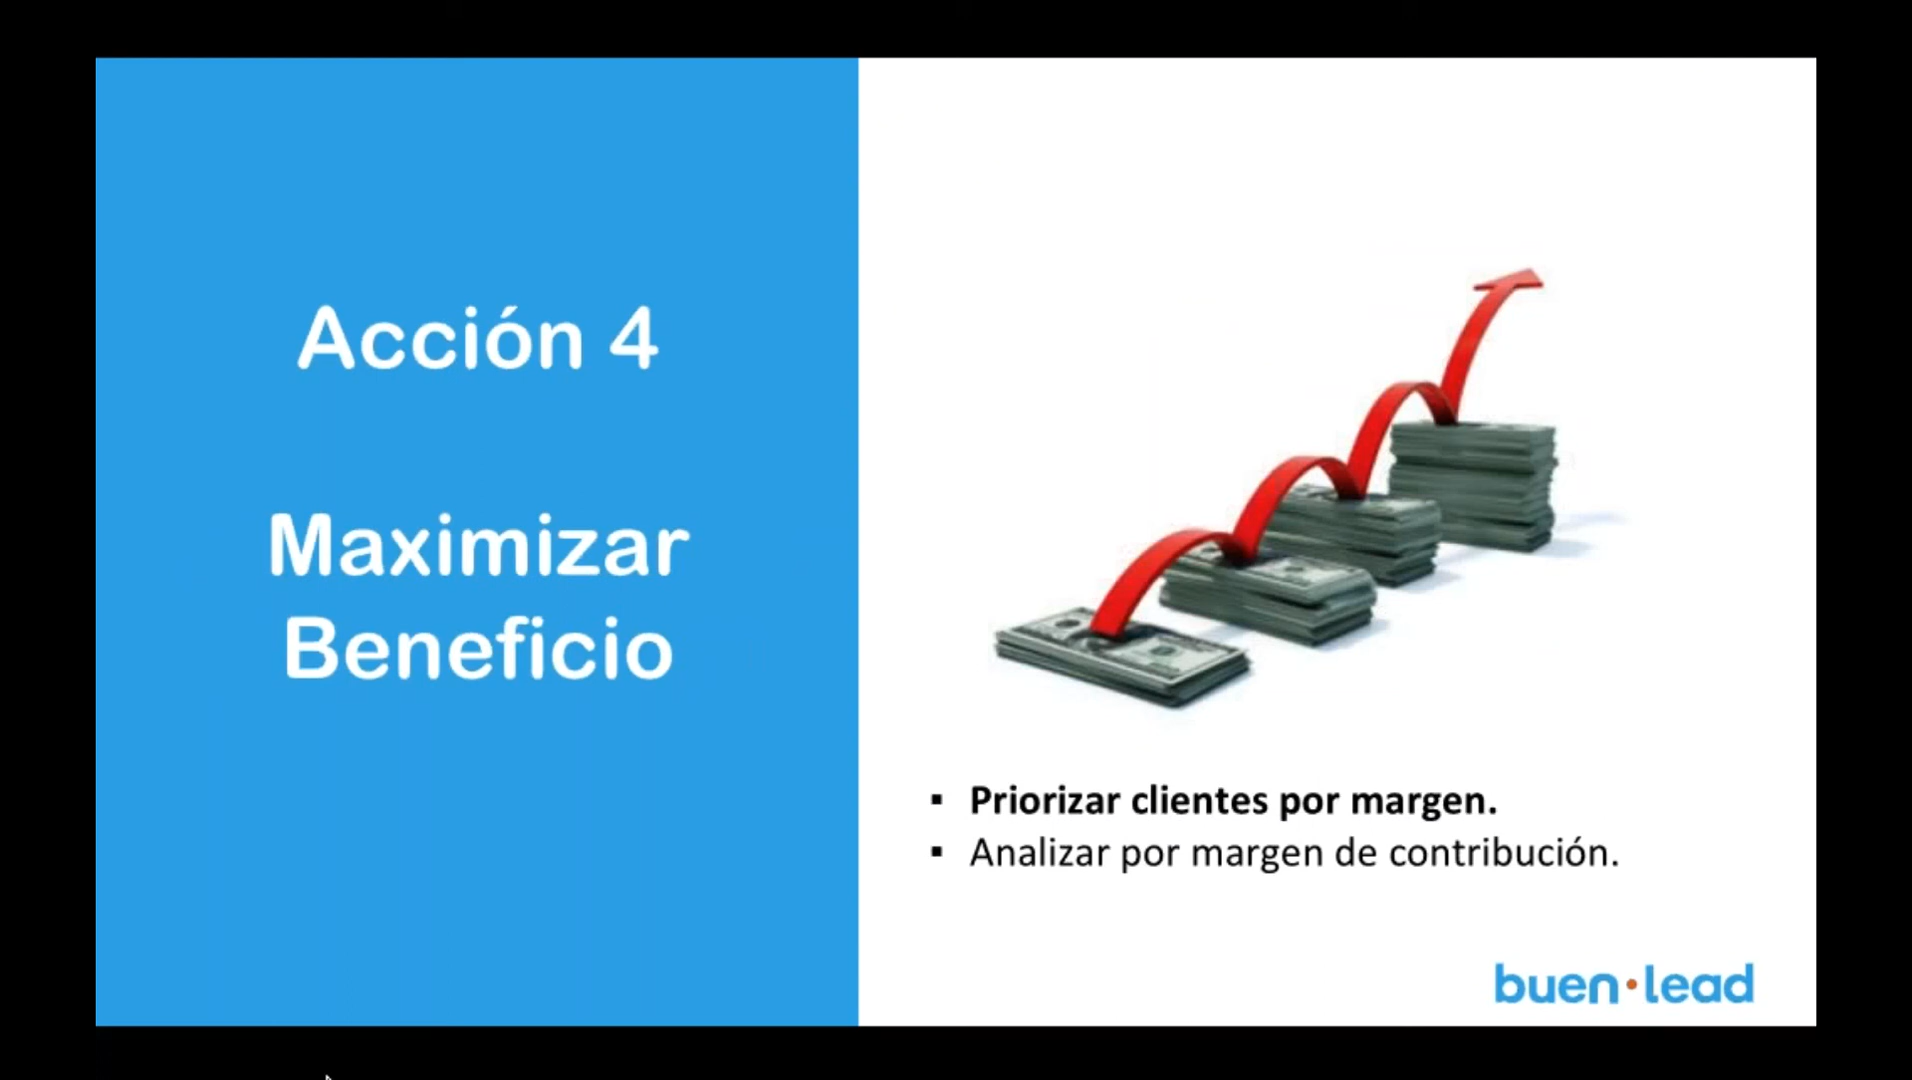 Acción 4
Maximizar
Beneficio
▪ Priorizar clientes por margen.
▪ Analizar por margen de contribución.
buen·lead